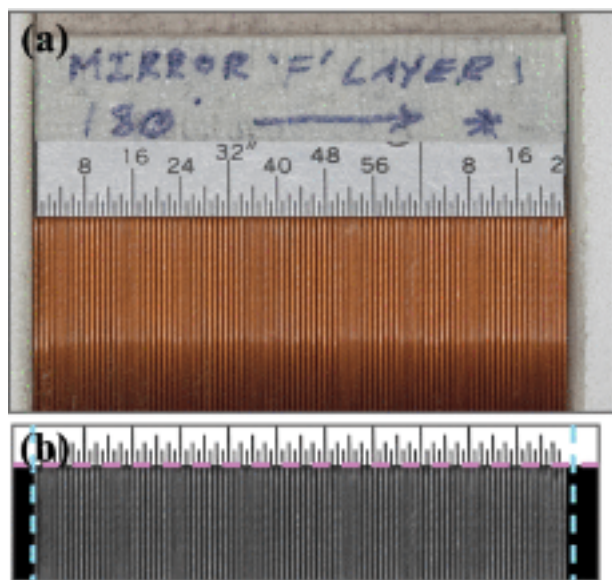 (a)
MIRROR 'F' LAYER 1
180° → *
8 16 24 32" 40 48 56 8 16 2
(b)